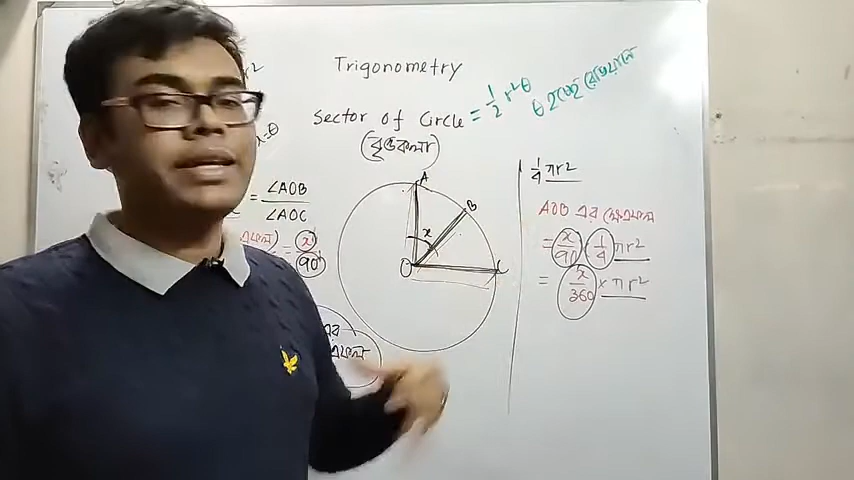 Trigonometry
Sector of Circle = 1/2 r²θ
θ হচ্ছে রেডিয়ানে
(বৃত্তকলা)
= ∠AOB / ∠AOC
= x° / 90°
A
B
x
O
C
1/4 πr²
AOB এর ক্ষেত্রফল
= x/90 × 1/4 πr²
= x/360 × πr²